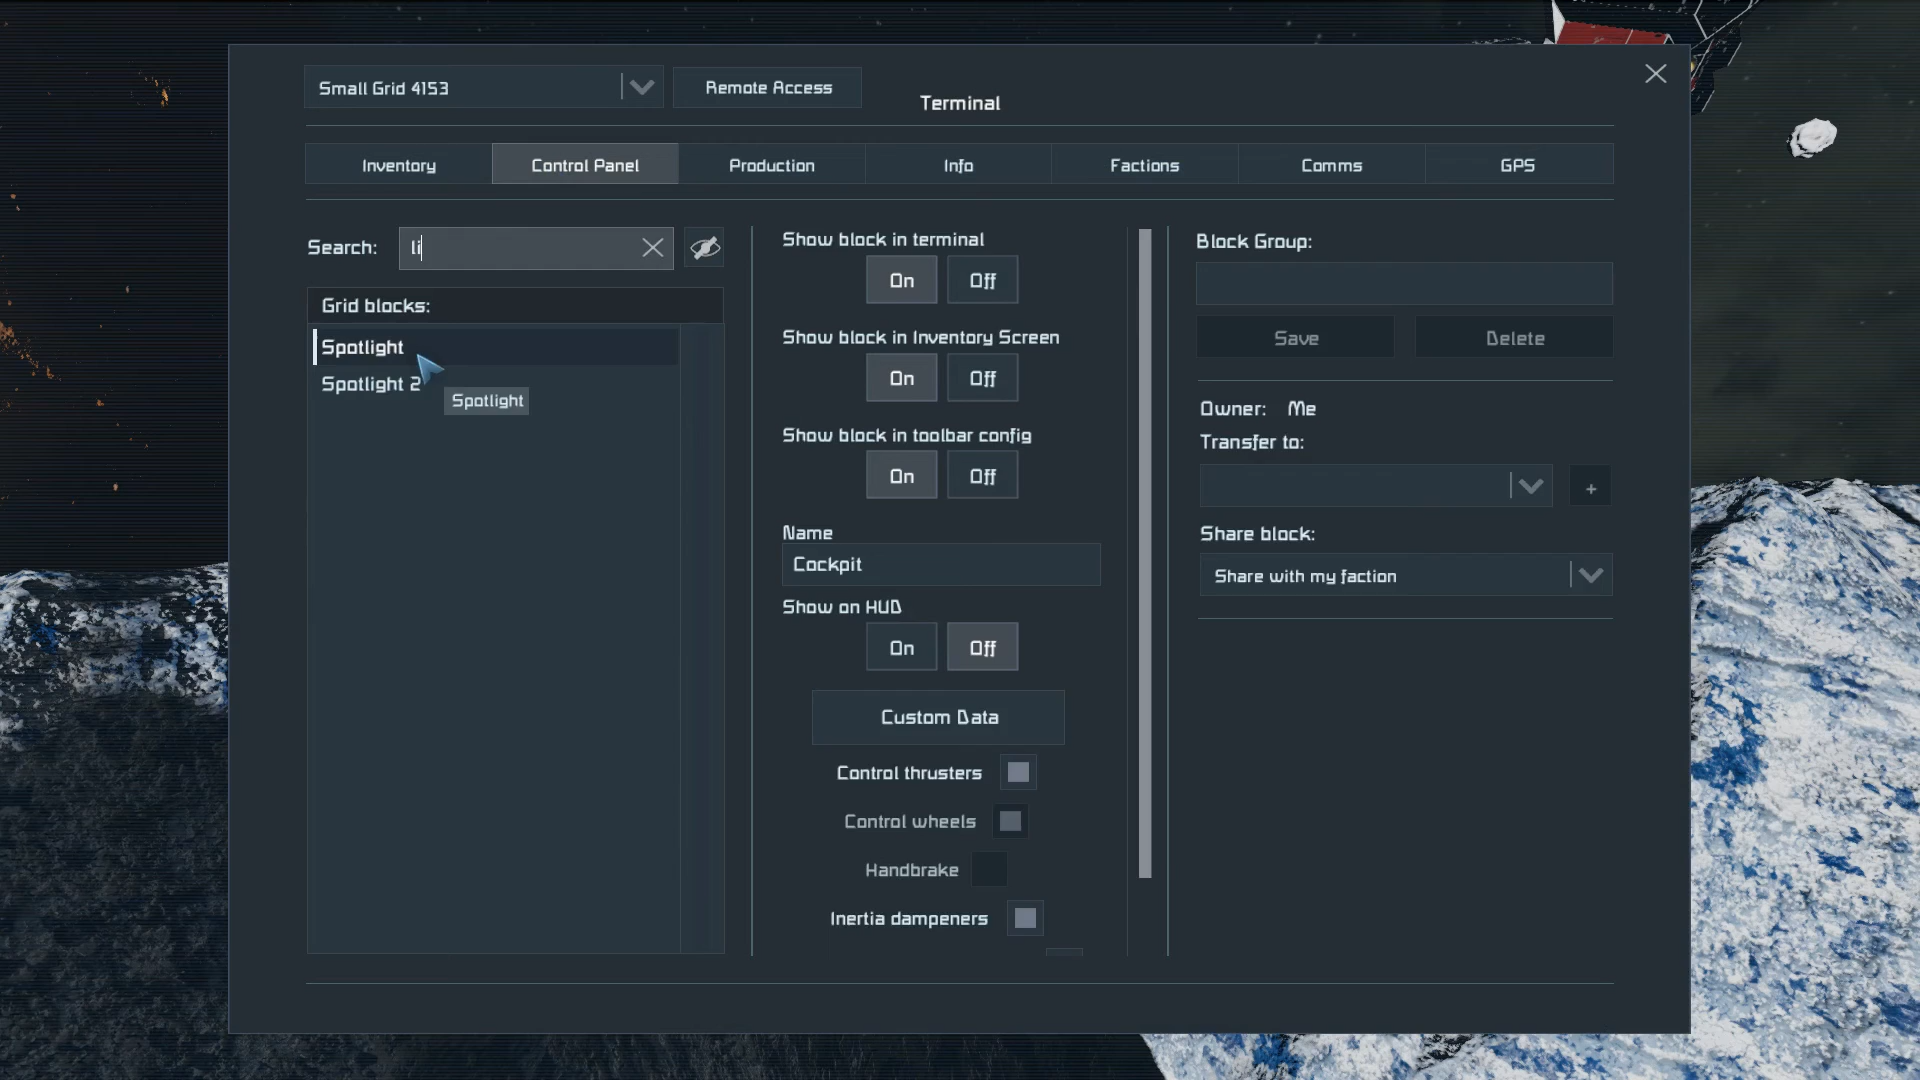 Small Grid 4153
Remote Access
Terminal
Inventory
Control Panel
Production
Info
Factions
Comms
GPS
Search:
li
Grid blocks:
Spotlight
Spotlight 2
Spotlight
Show block in terminal
On
Off
Show block in Inventory Screen
On
Off
Show block in toolbar config
On
Off
Name
Cockpit
Show on HUD
On
Off
Custom Data
Control thrusters
Control wheels
Handbrake
Inertia dampeners
Block Group:
Save
Delete
Owner: Me
Transfer to:
+
Share block:
Share with my faction